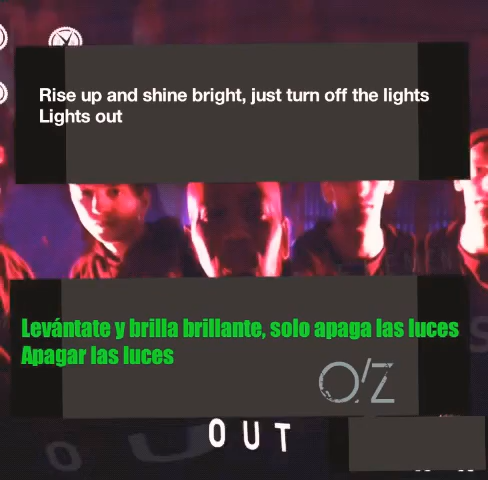 Rise up and shine bright, just turn off the lights
Lights out
Levántate y brilla brillante, solo apaga las luces
Apagar las luces
O'Z
OUT